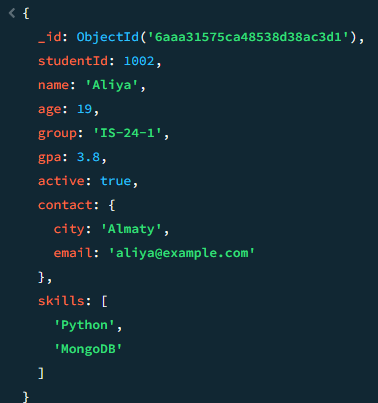 {
_id: ObjectId('6aaa31575ca48538d38ac3d1'),
studentId: 1002,
name: 'Aliya',
age: 19,
group: 'IS-24-1',
gpa: 3.8,
active: true,
contact: {
city: 'Almaty',
email: 'aliya@example.com'
},
skills: [
'Python',
'MongoDB'
]
}